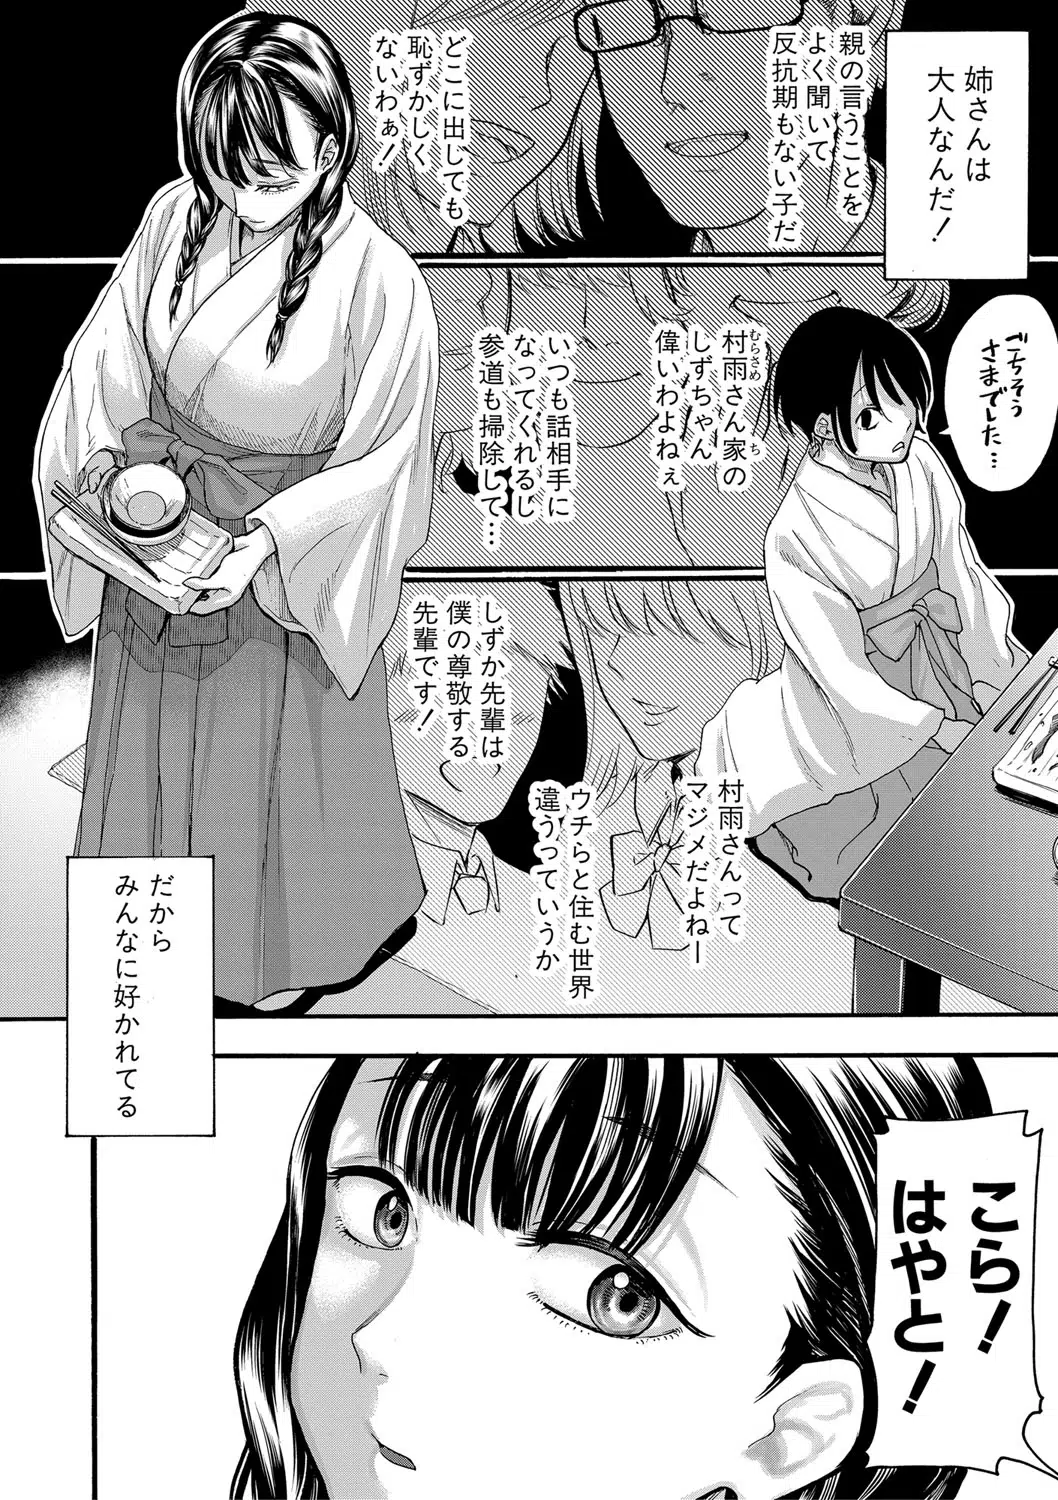 姉さんは
大人なんだ！
親の言うことを
よく聞いて
反抗期もない子だ
どこに出しても
恥ずかしく
ないわぁ！
ごちそう
さまでした…
村雨さん家の
むらさめ
ち
しずちゃん
偉いわよねぇ
いつも話相手に
なってくれるし゛
参道も掃除して…
しずか先輩は
僕の尊敬する
先輩です！
村雨さんって
マジメだよねー
ウチらと住む世界
違うっていうか
だから
みんなに好かれてる
こら！
はやと！